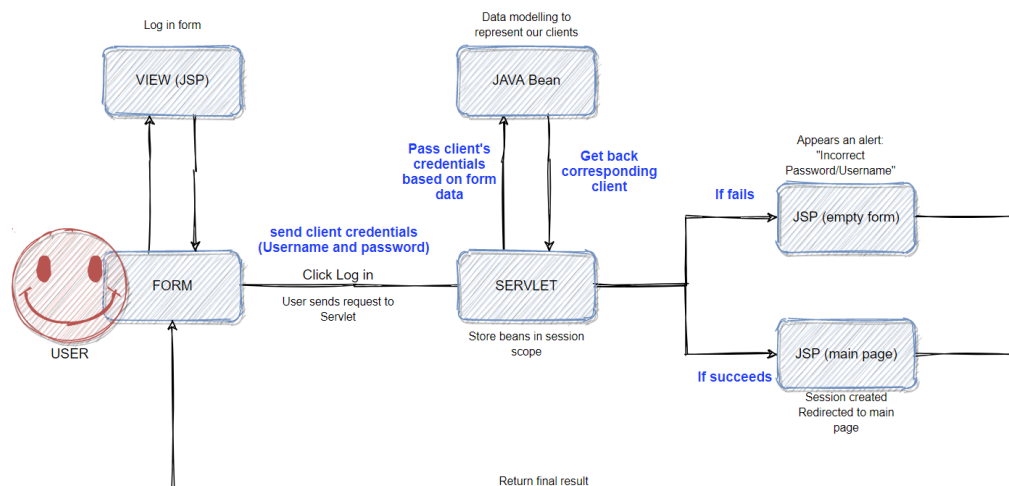 Log in form
VIEW (JSP)
Data modelling to
represent our clients
JAVA Bean
Pass client's
credentials
based on form
data
Get back
corresponding
client
Appears an alert:
"Incorrect
Password/Username"
If fails
JSP (empty form)
send client credentials
(Username and password)
FORM
Click Log in
User sends request to
Servlet
SERVLET
Store beans in session
scope
USER
JSP (main page)
If succeeds
Session created
Redirected to main
page
Return final result